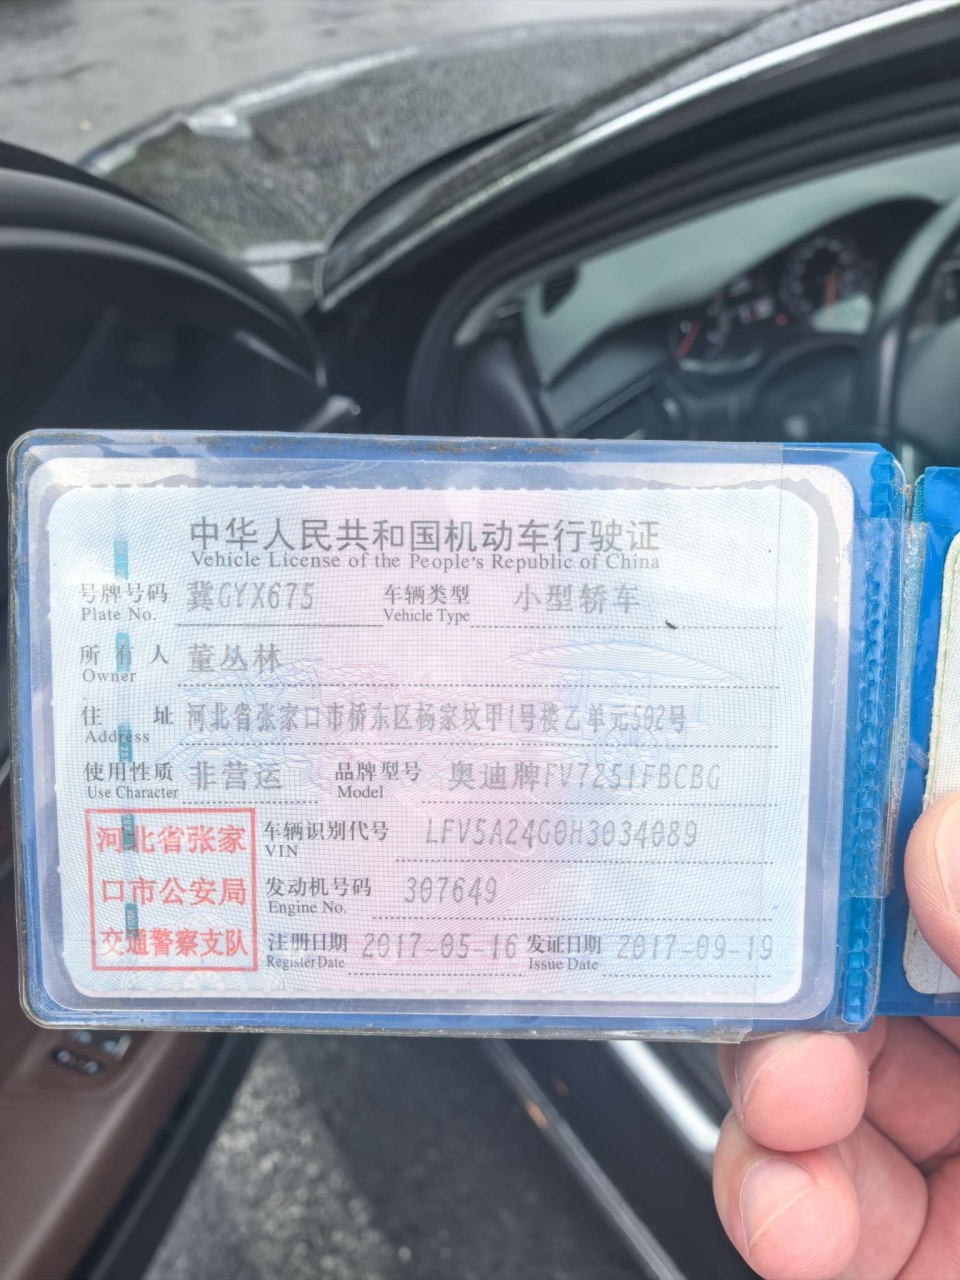 中华人民共和国机动车行驶证
Vehicle License of the People's Republic of China
号牌号码 冀GYX675 车辆类型 小型轿车
Plate No. Vehicle Type
所有人 董丛林
Owner
住址 河北省张家口市桥东区杨家坟甲1号楼乙单元502号
Address
使用性质 非营运 品牌型号 奥迪牌FV7251FBCBG
Use Character Model
河北省张家
口市公安局
交通警察支队
车辆识别代号 LFV5A24G0H3034089
VIN
发动机号码 307649
Engine No.
注册日期 2017-05-16 发证日期 2017-09-19
Register Date Issue Date